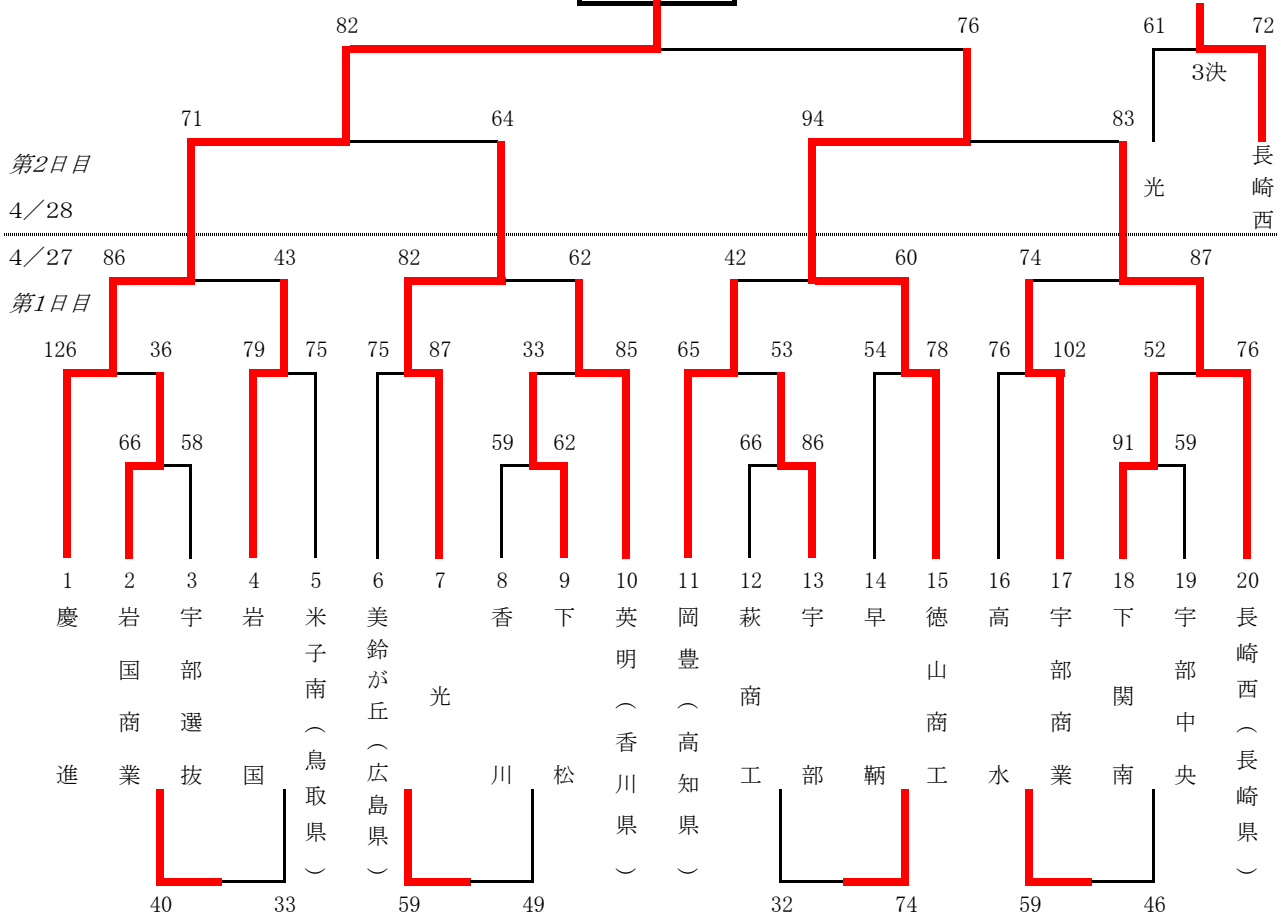 82 76 61 72
3決
71 64 94 83
第2日目
光 長崎西
4／28
4／27 86 43 82 62 42 60 74 87
第1日目
126 36 79 75 75 87 33 85 65 53 54 78 76 102 52 76
66 58 59 62 66 86 91 59
1 2 3 4 5 6 7 8 9 10 11 12 13 14 15 16 17 18 19 20
慶進
岩国商業
宇部選抜
岩国
米子南（鳥取県）
美鈴が丘（広島県）
光
香川
下松
英明（香川県）
岡豊（高知県）
萩商工
宇部
早鞆
徳山商工
高水
宇部商業
下関南
宇部中央
長崎西（長崎県）
40 33 59 49 32 74 59 46